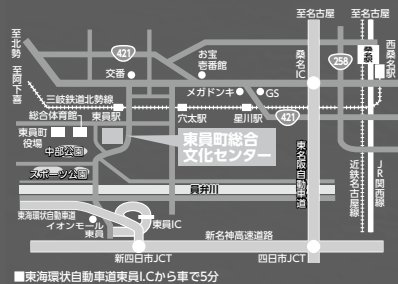 至名古屋
至名古屋
至北勢
至阿下喜
421
お宝
壱番館
交番
桑名IC
258
桑名駅
西桑名駅
メガドンキ
GS
三岐鉄道北勢線
総合体育館
東員駅
穴太駅
星川駅
421
東員町
役場
中部公園
東員町総合
文化センター
スポーツ公園
東名阪自動車道
近鉄名古屋線
JR関西線
員弁川
東海環状自動車道
イオンモール
東員
東員IC
新名神高速道路
新四日市JCT
四日市JCT
■東海環状自動車道東員I.Cから車で5分